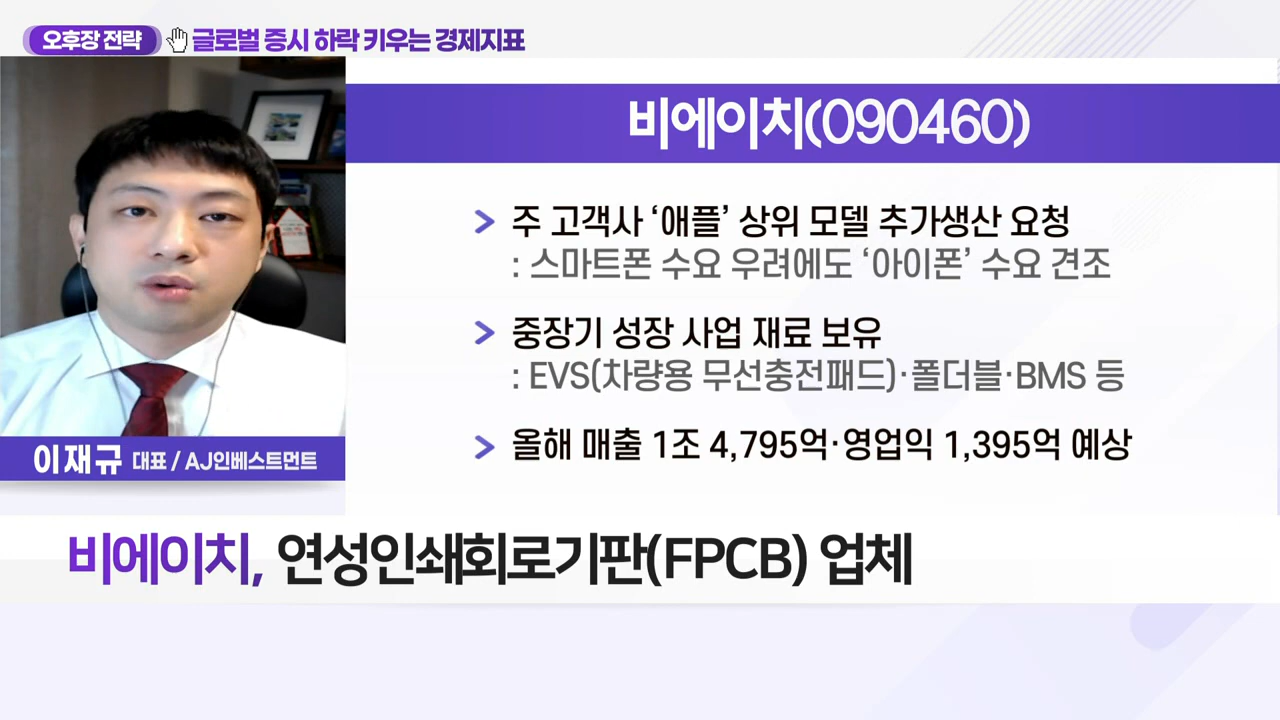 오후장 전략 글로벌 증시 하락 키우는 경제지표
비에이치(090460)
> 주 고객사 ‘애플’ 상위 모델 추가생산 요청
: 스마트폰 수요 우려에도 ‘아이폰’ 수요 견조
> 중장기 성장 사업 재료 보유
: EVS(차량용 무선충전패드)·폴더블·BMS 등
> 올해 매출 1조 4,795억·영업익 1,395억 예상
이재규 대표 / AJ인베스트먼트
비에이치, 연성인쇄회로기판(FPCB) 업체